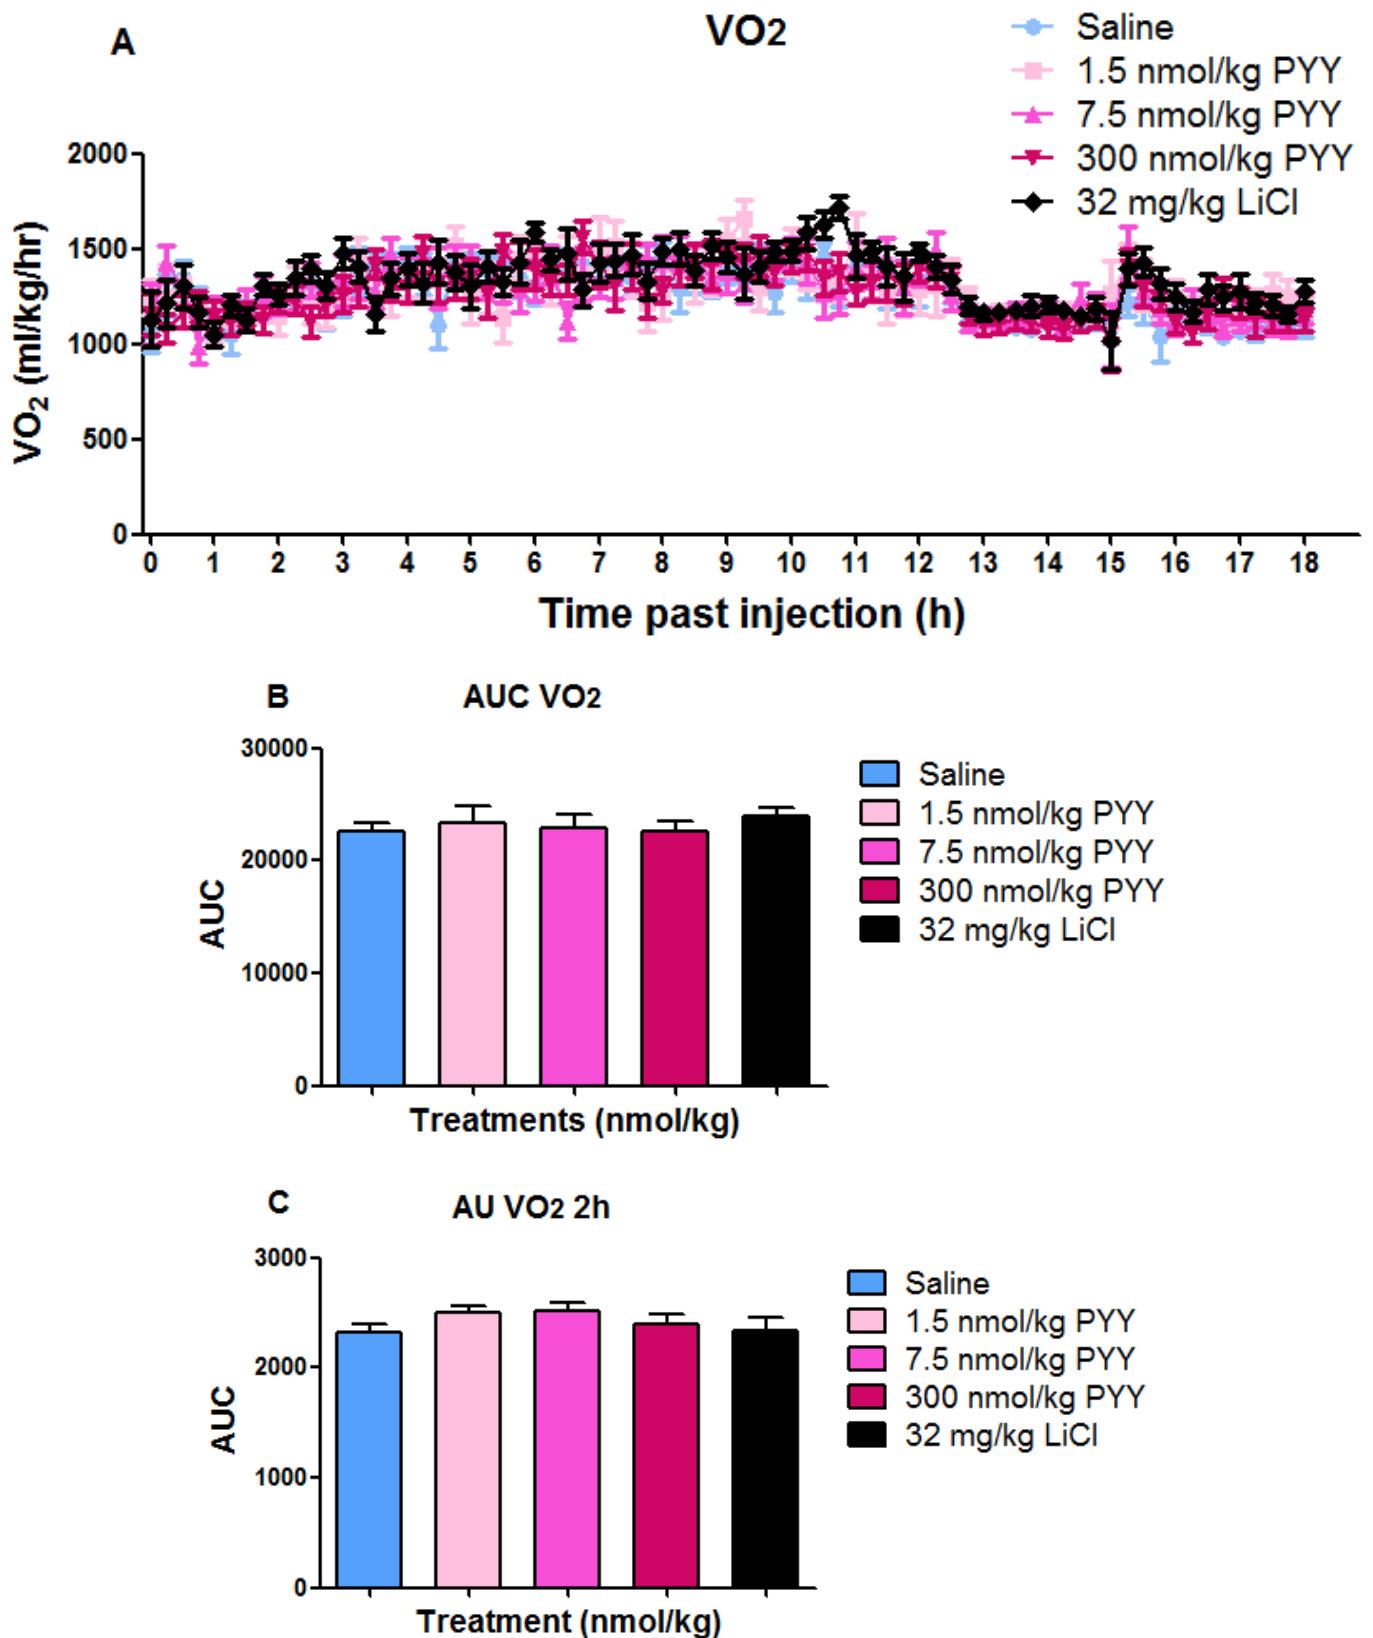 A
VO2
Saline
1.5 nmol/kg PYY
7.5 nmol/kg PYY
300 nmol/kg PYY
32 mg/kg LiCl
VO2 (ml/kg/hr)
2000
1500
1000
500
0
0 1 2 3 4 5 6 7 8 9 10 11 12 13 14 15 16 17 18
Time past injection (h)
B
AUC VO2
AUC
30000
20000
10000
0
Treatments (nmol/kg)
Saline
1.5 nmol/kg PYY
7.5 nmol/kg PYY
300 nmol/kg PYY
32 mg/kg LiCl
C
AU VO2 2h
AUC
3000
2000
1000
0
Treatment (nmol/kg)
Saline
1.5 nmol/kg PYY
7.5 nmol/kg PYY
300 nmol/kg PYY
32 mg/kg LiCl